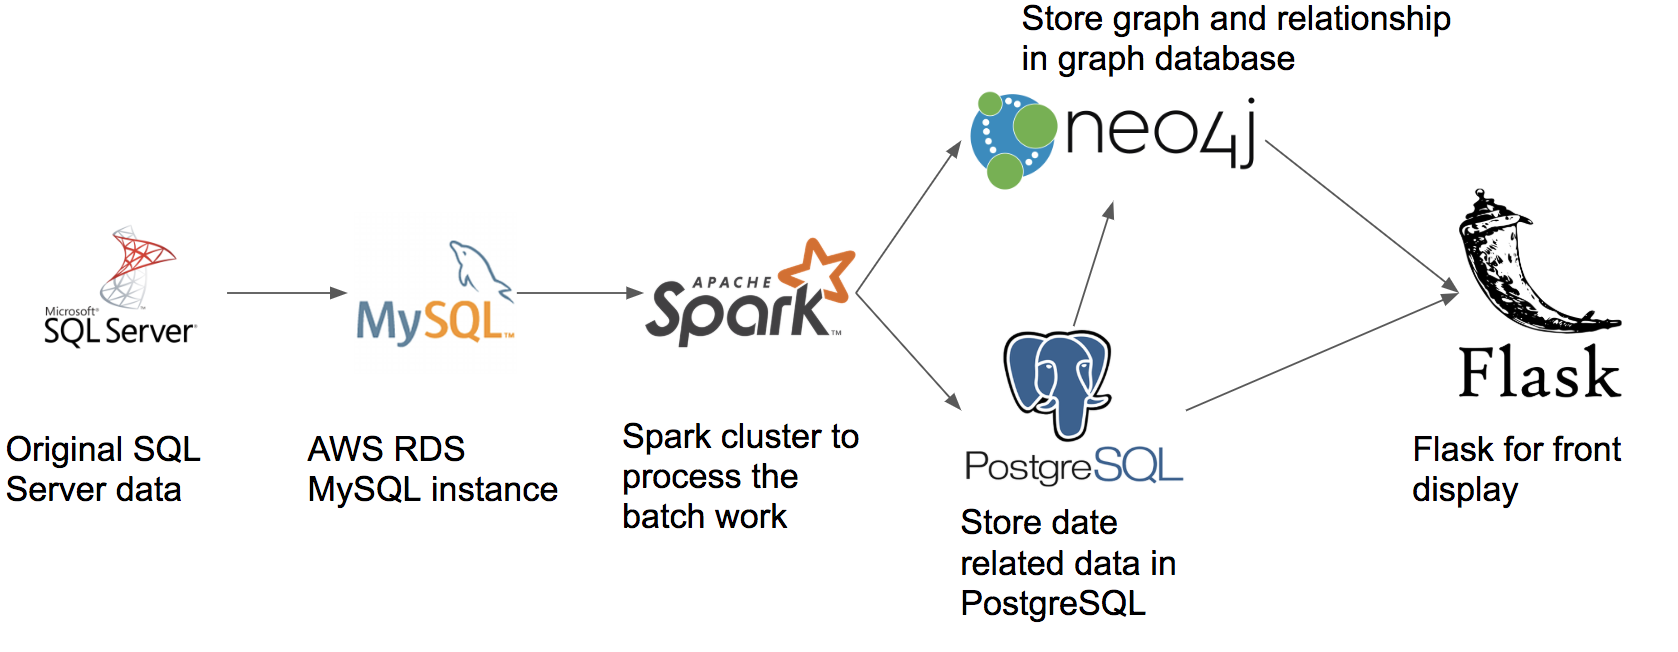 Store graph and relationship
in graph database
neo4j
Microsoft®
SQL Server®
MySQL™
APACHE
Spark™
PostgreSQL
Flask
Original SQL
Server data
AWS RDS
MySQL instance
Spark cluster to
process the
batch work
Store date
related data in
PostgreSQL
Flask for front
display